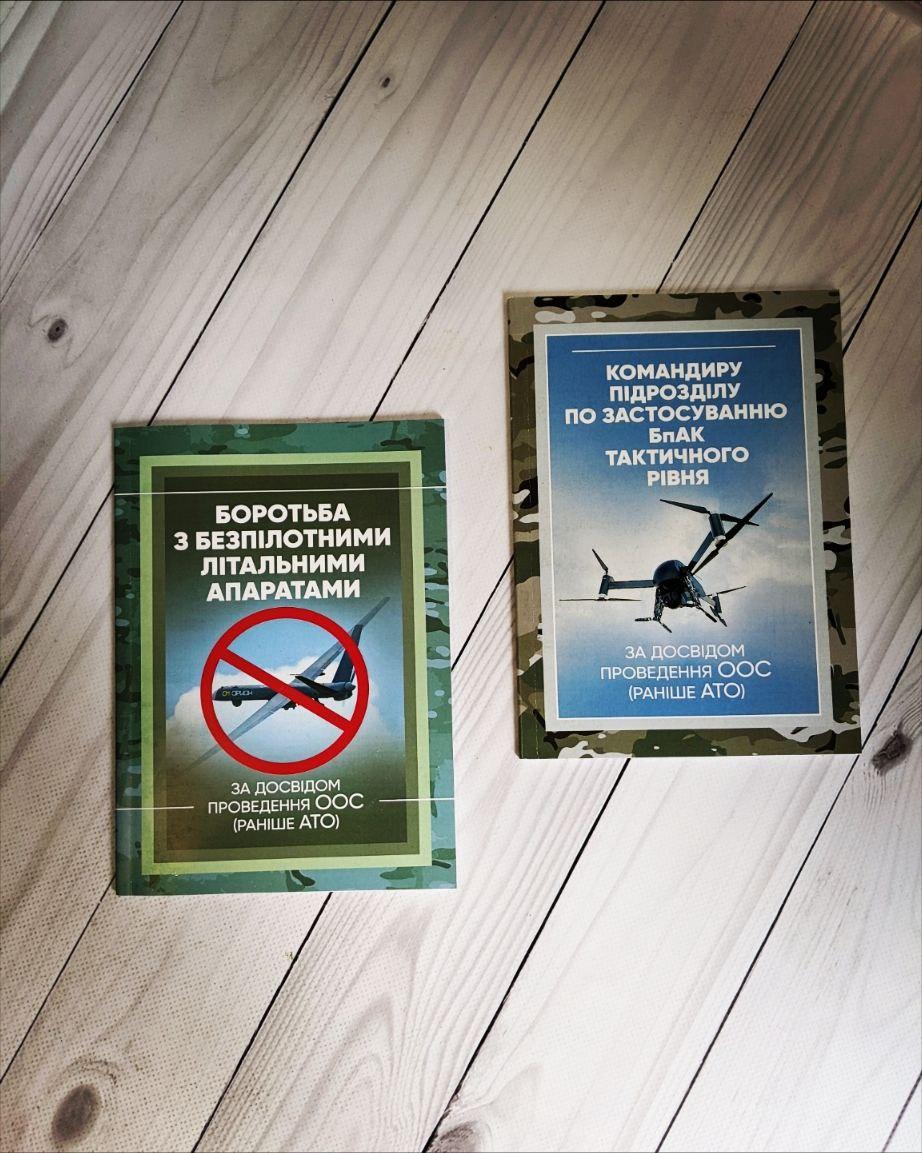 БОРОТЬБА
З БЕЗПІЛОТНИМИ
ЛІТАЛЬНИМИ
АПАРАТАМИ
ОРИОН
ЗА ДОСВІДОМ
ПРОВЕДЕННЯ ООС
(РАНІШЕ АТО)
КОМАНДИРУ
ПІДРОЗДІЛУ
ПО ЗАСТОСУВАННЮ
БпАК
ТАКТИЧНОГО
РІВНЯ
ЗА ДОСВІДОМ
ПРОВЕДЕННЯ ООС
(РАНІШЕ АТО)